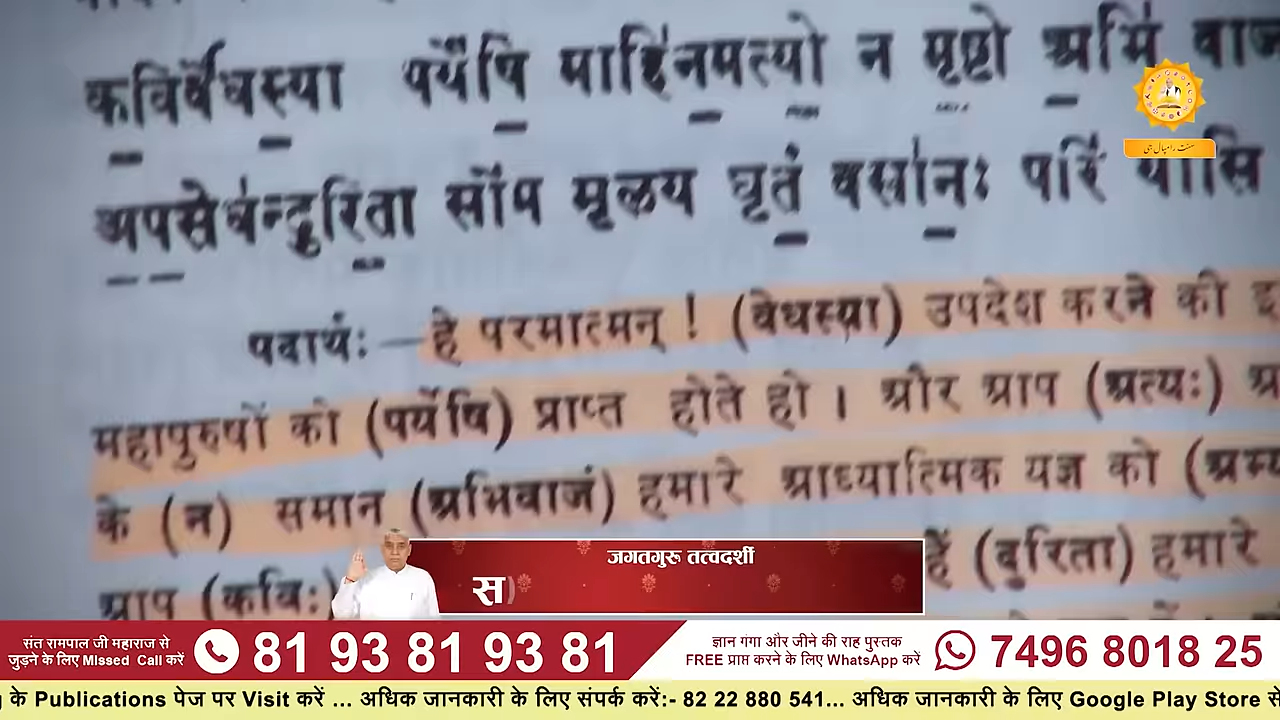 कविर्वेधस्या पर्येषि माहिनमत्यो न मृष्टो अभि वाज
अपसेधन्दुरिता सोम मृळय घृतं वसानः परि यासि
पदार्थः—हे परमात्मन् ! (वेधस्या) उपदेश करने की इ
महापुरुषों को (पर्येषि) प्राप्त होते हो । और आप (अत्यः)
के (न) समान (अभिवाजं) हमारे आध्यात्मिक यज्ञ को (अभ्य
हैं (दुरिता) हमारे
आप (कविः)
سنت رامپال جی
जगतगुरु तत्वदर्शी
स
संत रामपाल जी महाराज से
जुड़ने के लिए Missed Call करें
81 93 81 93 81
ज्ञान गंगा और जीने की राह पुस्तक
FREE प्राप्त करने के लिए WhatsApp करें
7496 8018 25
के Publications पेज पर Visit करें ... अधिक जानकारी के लिए संपर्क करें:- 82 22 880 541... अधिक जानकारी के लिए Google Play Store से